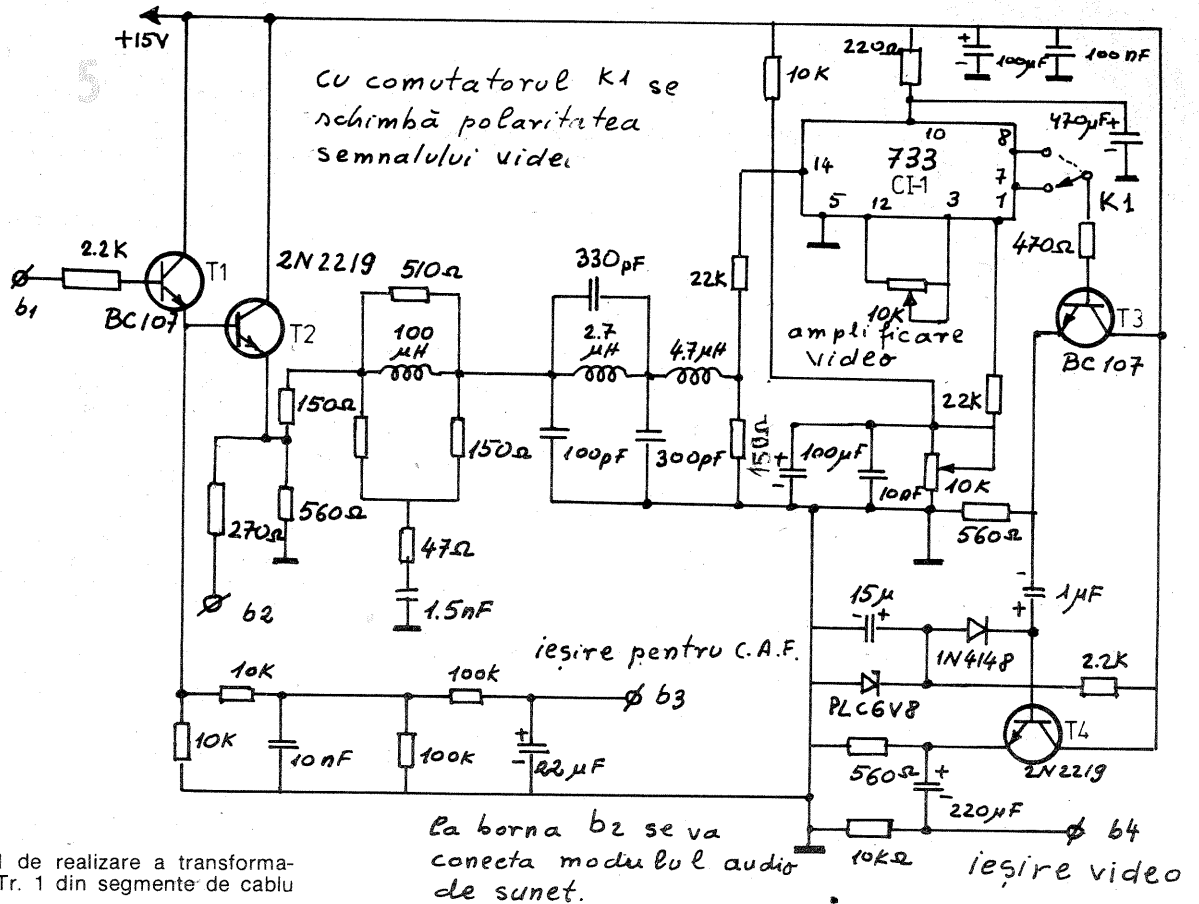 +15V
5
cu comutatorul K1 se
schimbă polaritatea
semnalului vide
220Ω
+
-
100µF
100nF
10K
470µF
+
-
10
733
CI-1
14
8
7
5
12
3
1
K1
2.2K
T1
BC107
b1
2N2219
T2
510Ω
100
µH
330pF
2.7
µH
4.7µH
22K
10K
amplificare
video
470Ω
T3
BC107
22K
150Ω
150Ω
100pF
300pF
150Ω
+
-
100µF
10nF
10K
560Ω
270Ω
560Ω
47Ω
1.5nF
b2
-
+
1µF
15µ
-
+
1N4148
2.2K
ieșire pentru C.A.F.
10K
100k
b3
PLC6V8
T4
2N2219
10K
10nF
100k
+
-
22µF
560Ω
+
-
220µF
10KΩ
b4
ieșire video
la borna b2 se va
conecta modulul audio
de sunet.
de realizare a transforma-
Tr. 1 din segmente de cablu